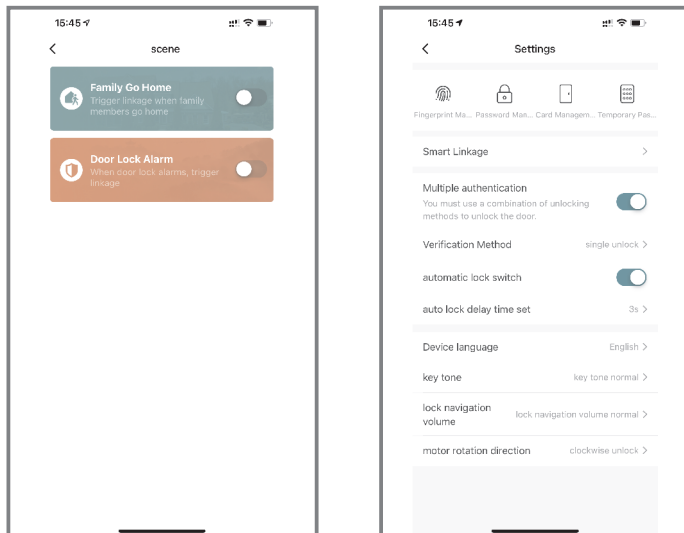 15:45
scene
Family Go Home
Trigger linkage when family
members go home
Door Lock Alarm
When door lock alarms, trigger
linkage
15:45
Settings
Fingerprint Ma... Password Man... Card Managem... Temporary Pas...
Smart Linkage
Multiple authentication
You must use a combination of unlocking
methods to unlock the door.
Verification Method single unlock
automatic lock switch
auto lock delay time set 3s
Device language English
key tone key tone normal
lock navigation
volume lock navigation volume normal
motor rotation direction clockwise unlock